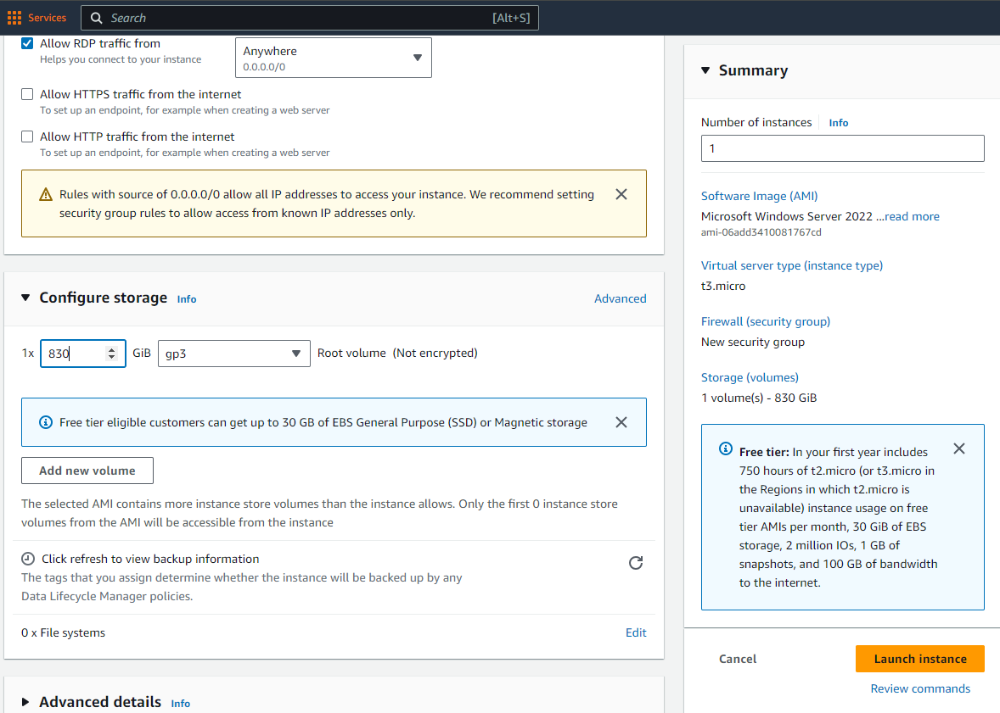 Services
Search
[Alt+S]
Allow RDP traffic from
Helps you connect to your instance
Anywhere
0.0.0.0/0
Allow HTTPS traffic from the internet
To set up an endpoint, for example when creating a web server
Allow HTTP traffic from the internet
To set up an endpoint, for example when creating a web server
Rules with source of 0.0.0.0/0 allow all IP addresses to access your instance. We recommend setting
security group rules to allow access from known IP addresses only.
Configure storage Info
Advanced
1x 830 GiB gp3 Root volume (Not encrypted)
Free tier eligible customers can get up to 30 GB of EBS General Purpose (SSD) or Magnetic storage
Add new volume
The selected AMI contains more instance store volumes than the instance allows. Only the first 0 instance store
volumes from the AMI will be accessible from the instance
Click refresh to view backup information
The tags that you assign determine whether the instance will be backed up by any
Data Lifecycle Manager policies.
0 x File systems
Edit
Advanced details Info
Summary
Number of instances Info
1
Software Image (AMI)
Microsoft Windows Server 2022 ...read more
ami-06add3410081767cd
Virtual server type (instance type)
t3.micro
Firewall (security group)
New security group
Storage (volumes)
1 volume(s) - 830 GiB
Free tier: In your first year includes
750 hours of t2.micro (or t3.micro in
the Regions in which t2.micro is
unavailable) instance usage on free
tier AMIs per month, 30 GiB of EBS
storage, 2 million IOs, 1 GB of
snapshots, and 100 GB of bandwidth
to the internet.
Cancel
Launch instance
Review commands